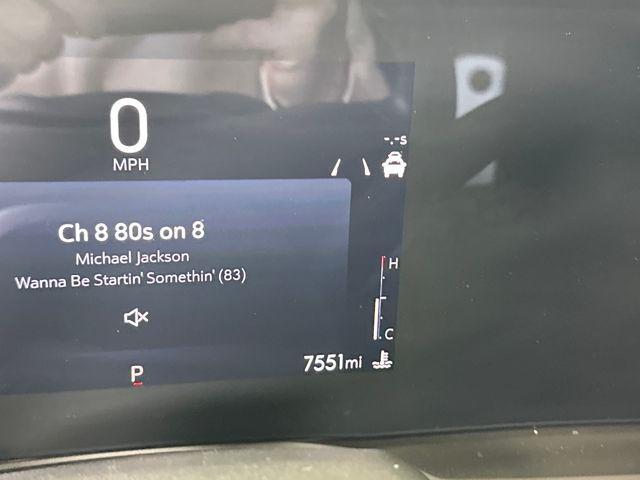 0
MPH
-.-s
Ch 8 80s on 8
Michael Jackson
Wanna Be Startin' Somethin' (83)
H
C
P
7551mi